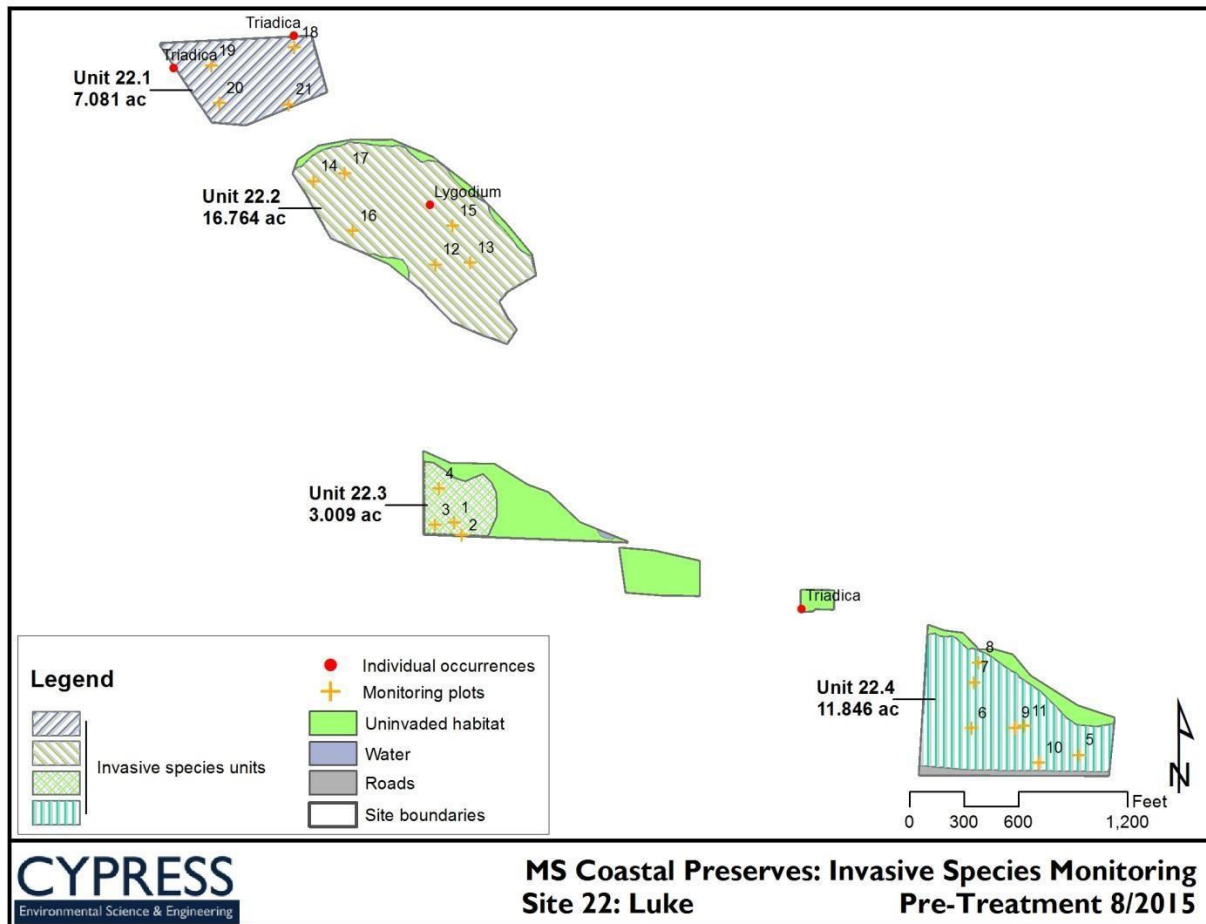 Triadica
18
Triadica
19
Unit 22.1
7.081 ac
20
21
17
14
Lygodium
Unit 22.2
16.764 ac
15
16
12
13
4
Unit 22.3
3.009 ac
3
1
2
Triadica
8
7
Unit 22.4
11.846 ac
6
9
11
10
5
Legend
Invasive species units
Individual occurrences
Monitoring plots
Uninvaded habitat
Water
Roads
Site boundaries
N
Feet
0 300 600 1,200
CYPRESS
Environmental Science & Engineering
MS Coastal Preserves: Invasive Species Monitoring
Site 22: Luke Pre-Treatment 8/2015